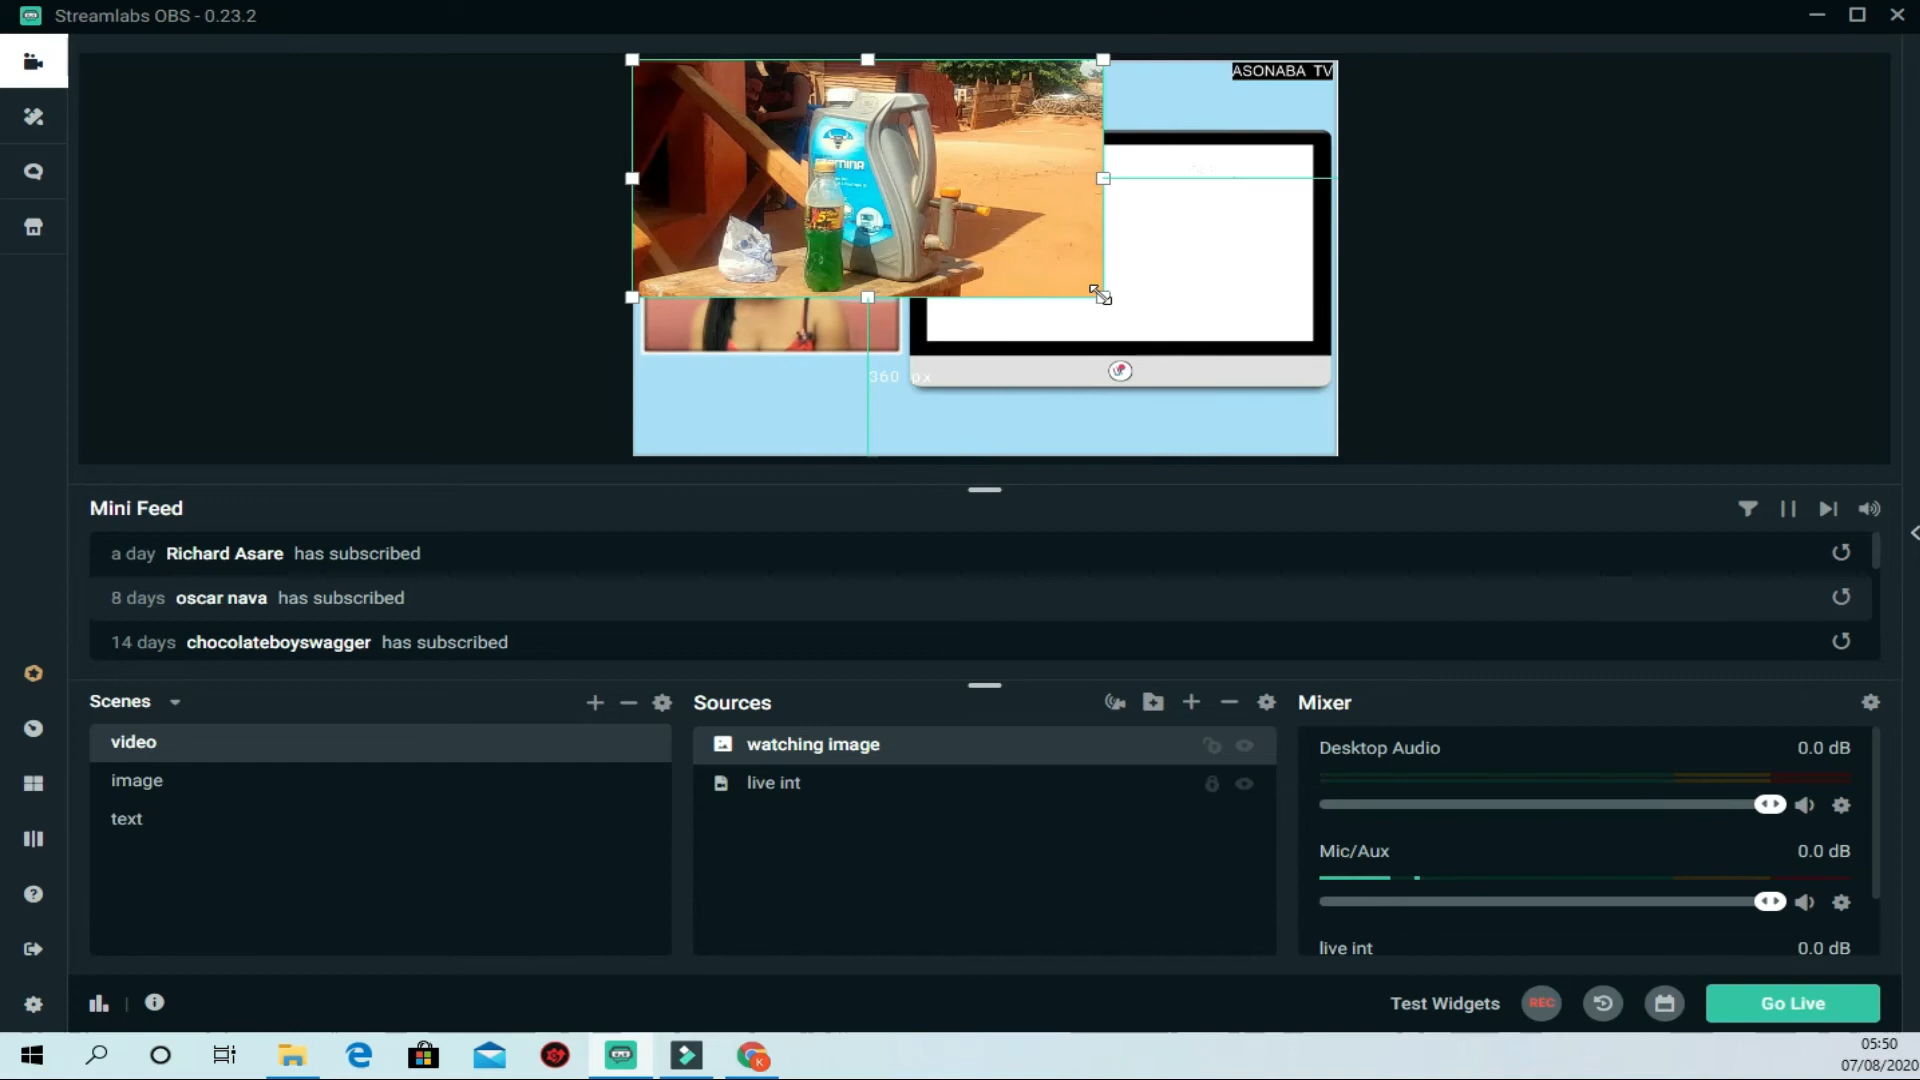 Streamlabs OBS - 0.23.2
ASONABA TV
360 px
Mini Feed
a day Richard Asare has subscribed
8 days oscar nava has subscribed
14 days chocolateboyswagger has subscribed
Scenes
video
image
text
Sources
watching image
live int
Mixer
Desktop Audio 0.0 dB
Mic/Aux 0.0 dB
live int 0.0 dB
Test Widgets
REC
Go Live
05:50
07/08/2020